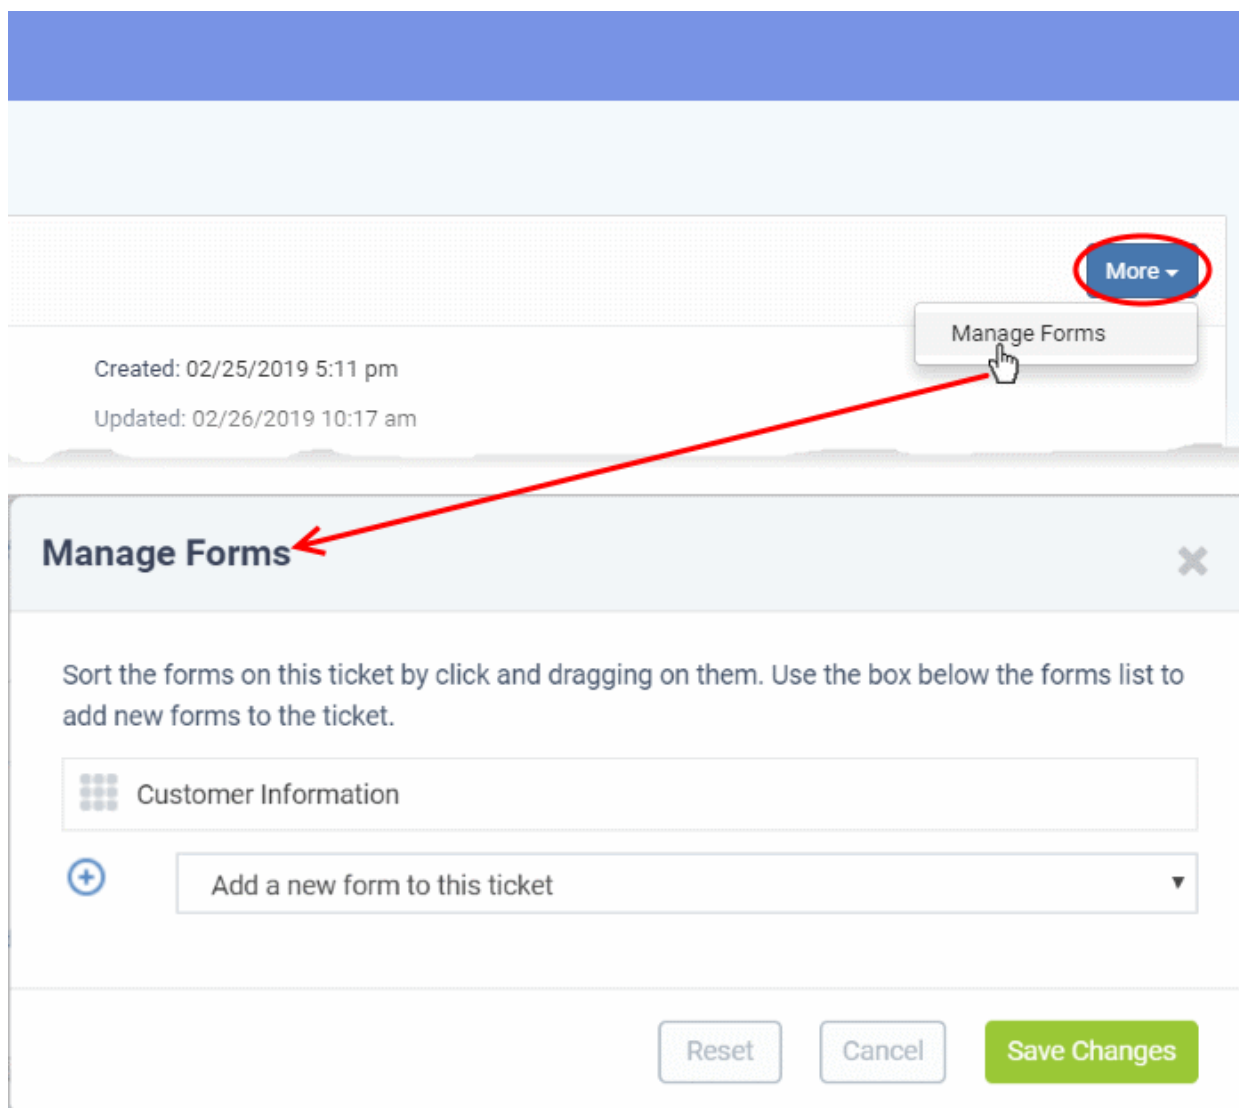 More
Manage Forms
Created: 02/25/2019 5:11 pm
Updated: 02/26/2019 10:17 am
Manage Forms
Sort the forms on this ticket by click and dragging on them. Use the box below the forms list to
add new forms to the ticket.
Customer Information
Add a new form to this ticket
Reset Cancel Save Changes